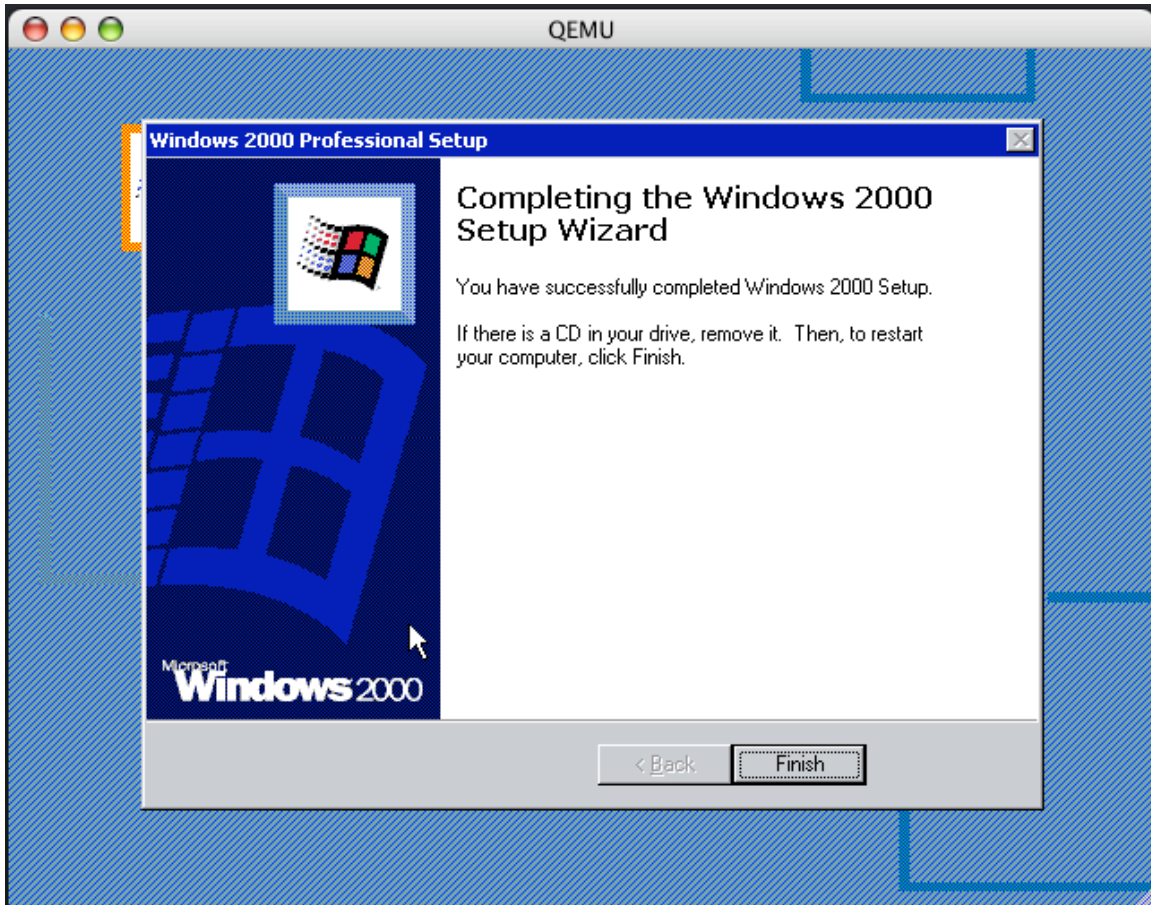 QEMU
Windows 2000 Professional Setup
Completing the Windows 2000
Setup Wizard
You have successfully completed Windows 2000 Setup.
If there is a CD in your drive, remove it. Then, to restart
your computer, click Finish.
Microsoft
Windows 2000
< Back
Finish